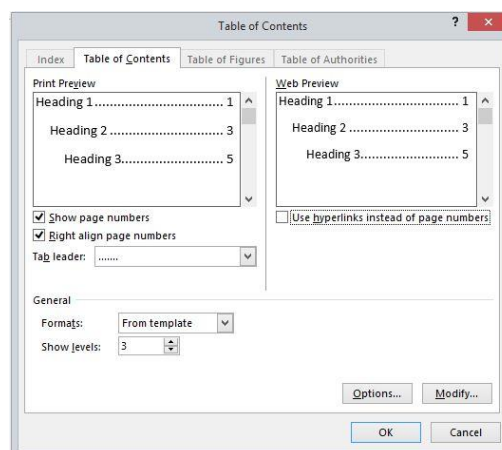 Table of Contents
? ×
Index Table of Contents Table of Figures Table of Authorities
Print Preview
Heading 1................................ 1
Heading 2 ............................ 3
Heading 3......................... 5
Show page numbers
Right align page numbers
Tab leader: .......
Web Preview
Heading 1................................ 1
Heading 2 ............................ 3
Heading 3......................... 5
Use hyperlinks instead of page numbers
General
Formats: From template
Show levels: 3
Options... Modify...
OK Cancel